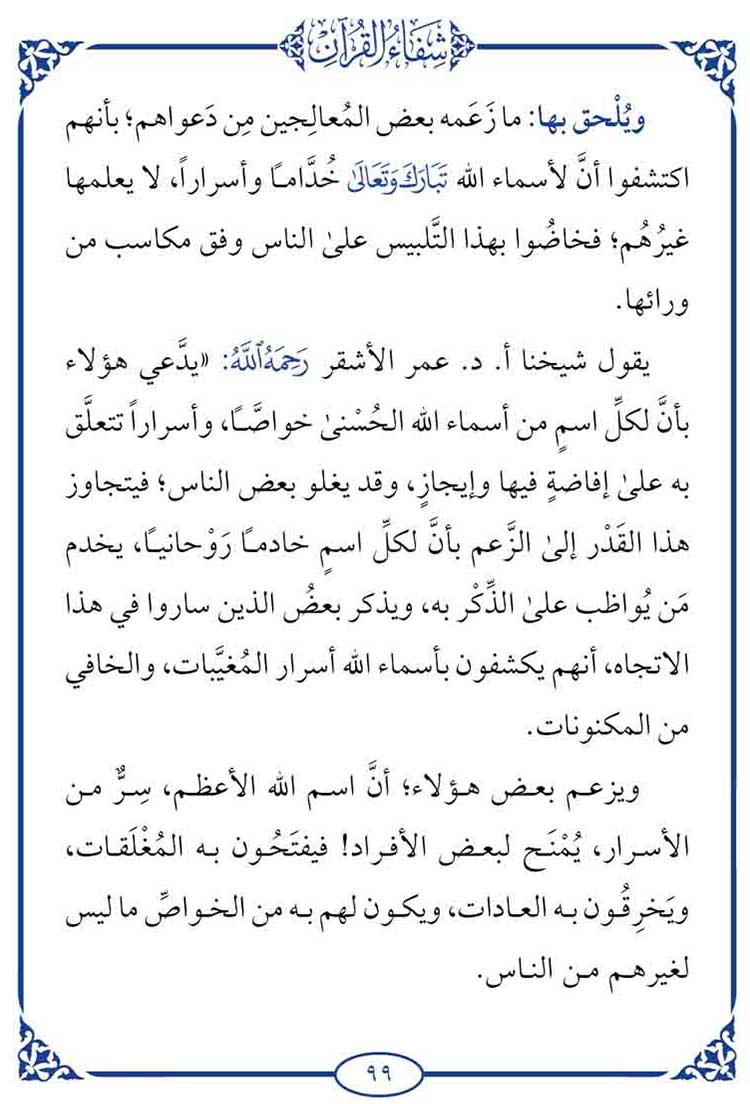 شِفَاءُ القُرْآنِ
ويُلْحق بها: ما زَعَمه بعض المُعالِجين مِن دَعواهم؛ بأنهم
اكتشفوا أنَّ لأسماء الله تَبَارَكَ وَتَعَالَىٰ خُدَّاماً وأسراراً، لا يعلمها
غيرُهُم؛ فخاضُوا بهذا التَّلبيس علىٰ الناس وفق مكاسب من
ورائها.
يقول شيخنا أ. د. عمر الأشقر رَحِمَهُ ٱللَّهُ: «يدَّعي هؤلاء
بأنَّ لكلِّ اسمٍ من أسماء الله الحُسْنىٰ خواصَّاً، وأسراراً تتعلَّق
به علىٰ إفاضةٍ فيها وإيجازٍ، وقد يغلو بعض الناس؛ فيتجاوز
هذا القَدْر إلىٰ الزَّعم بأنَّ لكلِّ اسمٍ خادماً رَوْحانياً، يخدم
مَن يُواظب علىٰ الذِّكْر به، ويذكر بعضُ الذين ساروا في هذا
الاتجاه، أنهم يكشفون بأسماء الله أسرار المُغيَّبات، والخافي
من المكنونات.
ويزعم بعض هؤلاء؛ أنَّ اسم الله الأعظم، سِرٌّ من
الأسرار، يُمْنَح لبعض الأفراد! فيفتَحُون به المُغْلَقات،
ويَخرِقُون به العادات، ويكون لهم به من الخواصِّ ما ليس
لغيرهم من الناس.
٩٩